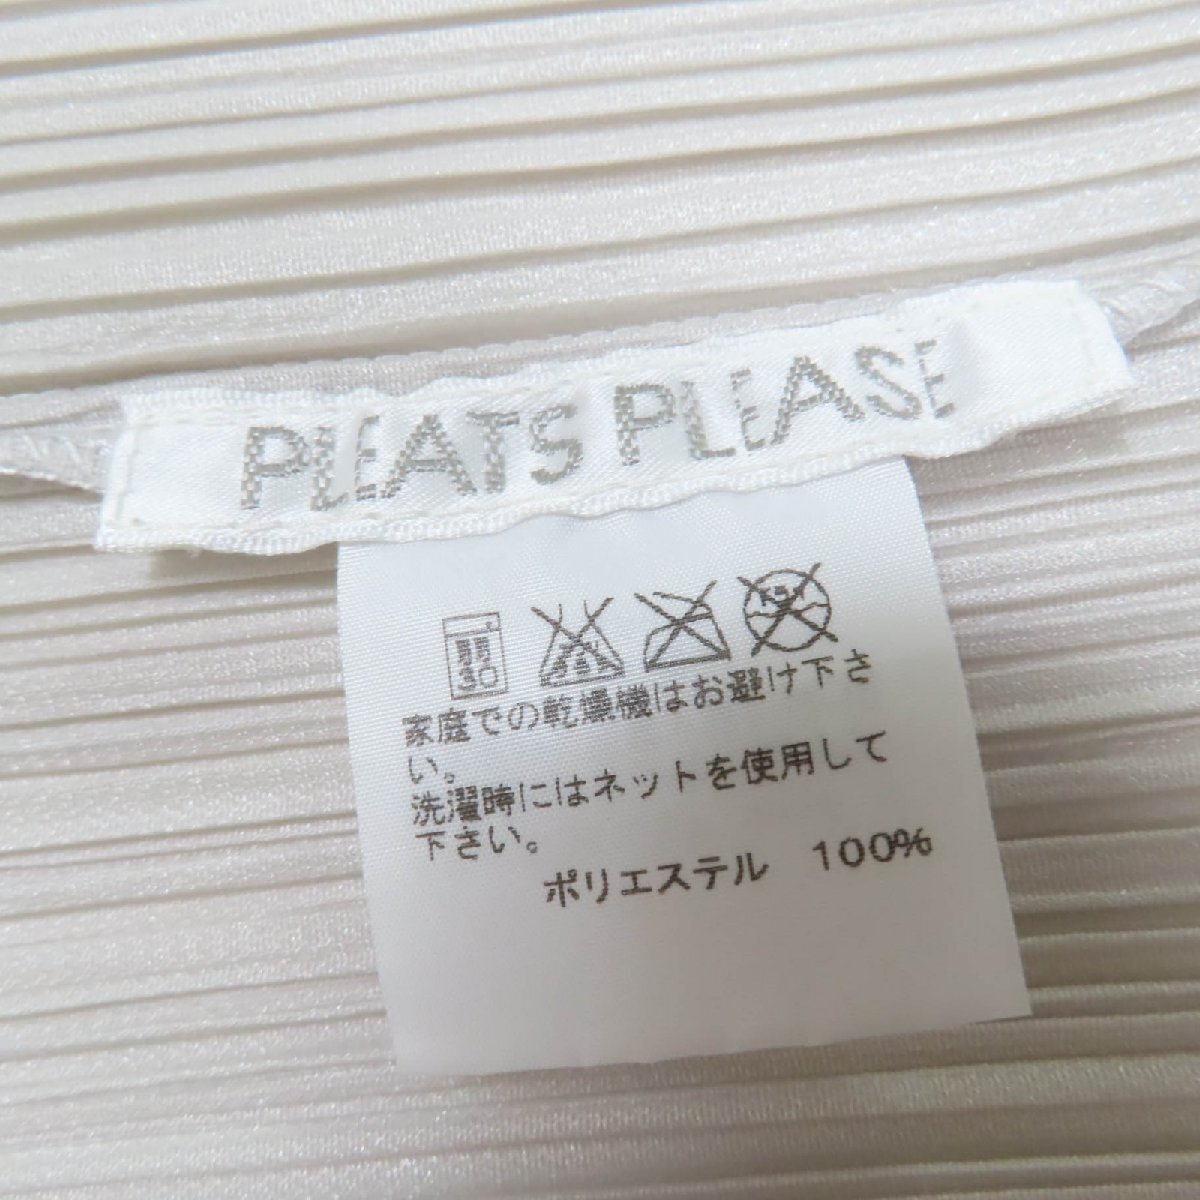 PLEATS PLEASE
弱
30
家庭での乾燥機はお避け下さ
い。
洗濯時にはネットを使用して
下さい。
ポリエステル 100%